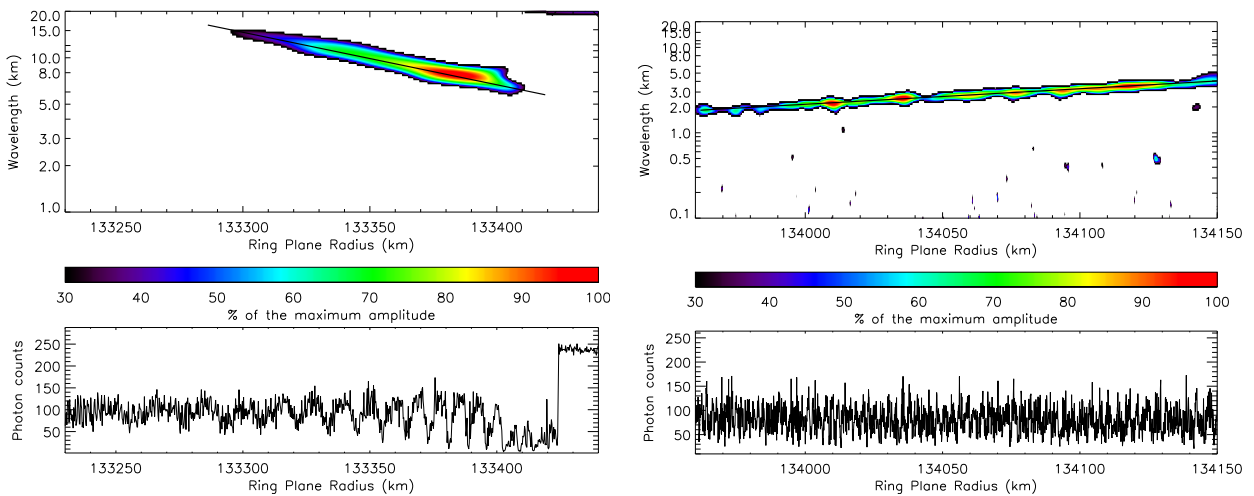 20.0
15.0
10.0
8.0
5.0
3.0
2.0
1.0
Wavelength (km)
133250 133300 133350 133400
Ring Plane Radius (km)
30 40 50 60 70 80 90 100
% of the maximum amplitude
250
200
150
100
50
Photon counts
133250 133300 133350 133400
Ring Plane Radius (km)
20.0
15.0
10.0
8.0
5.0
3.0
2.0
1.0
0.5
0.1
Wavelength (km)
134000 134050 134100 134150
Ring Plane Radius (km)
30 40 50 60 70 80 90 100
% of the maximum amplitude
250
200
150
100
50
Photon counts
134000 134050 134100 134150
Ring Plane Radius (km)